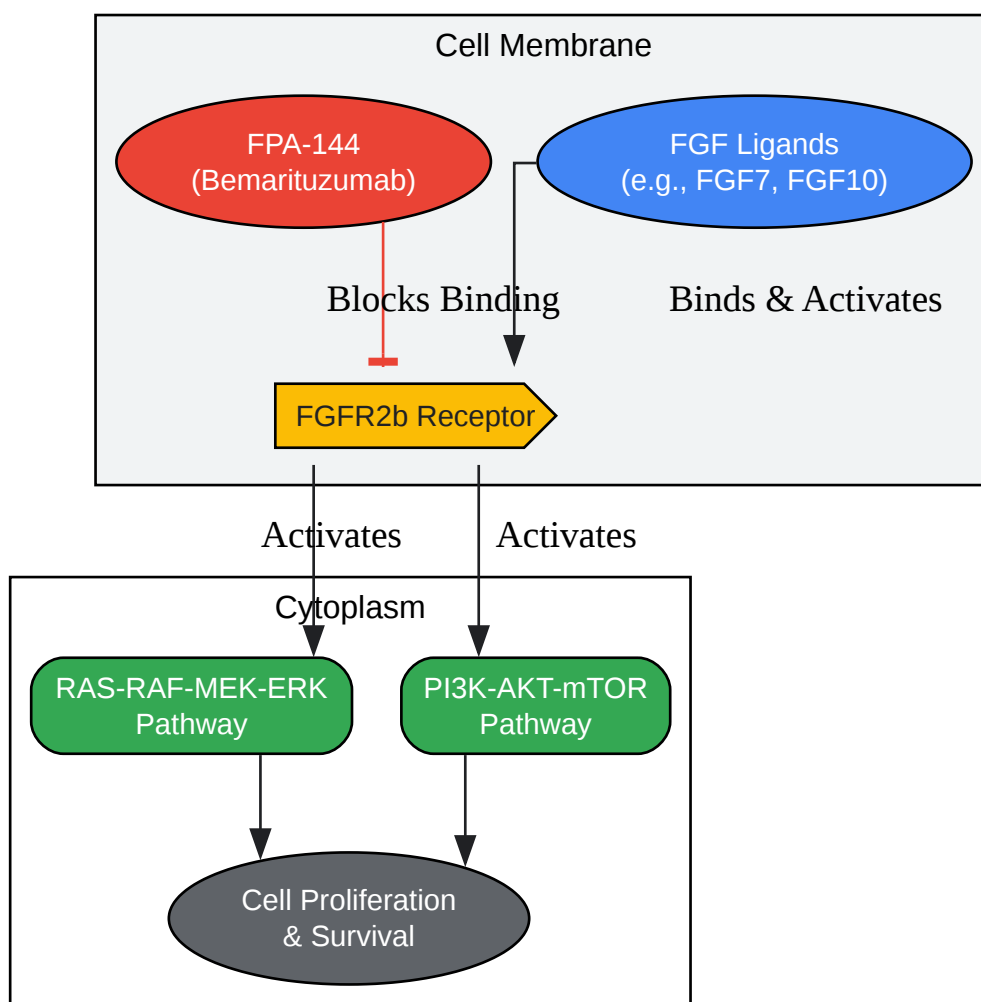 Cell Membrane
FPA-144
(Bemarituzumab)
FGF Ligands
(e.g., FGF7, FGF10)
Blocks Binding
Binds & Activates
FGFR2b Receptor
Activates
Activates
Cytoplasm
RAS-RAF-MEK-ERK
Pathway
PI3K-AKT-mTOR
Pathway
Cell Proliferation
& Survival